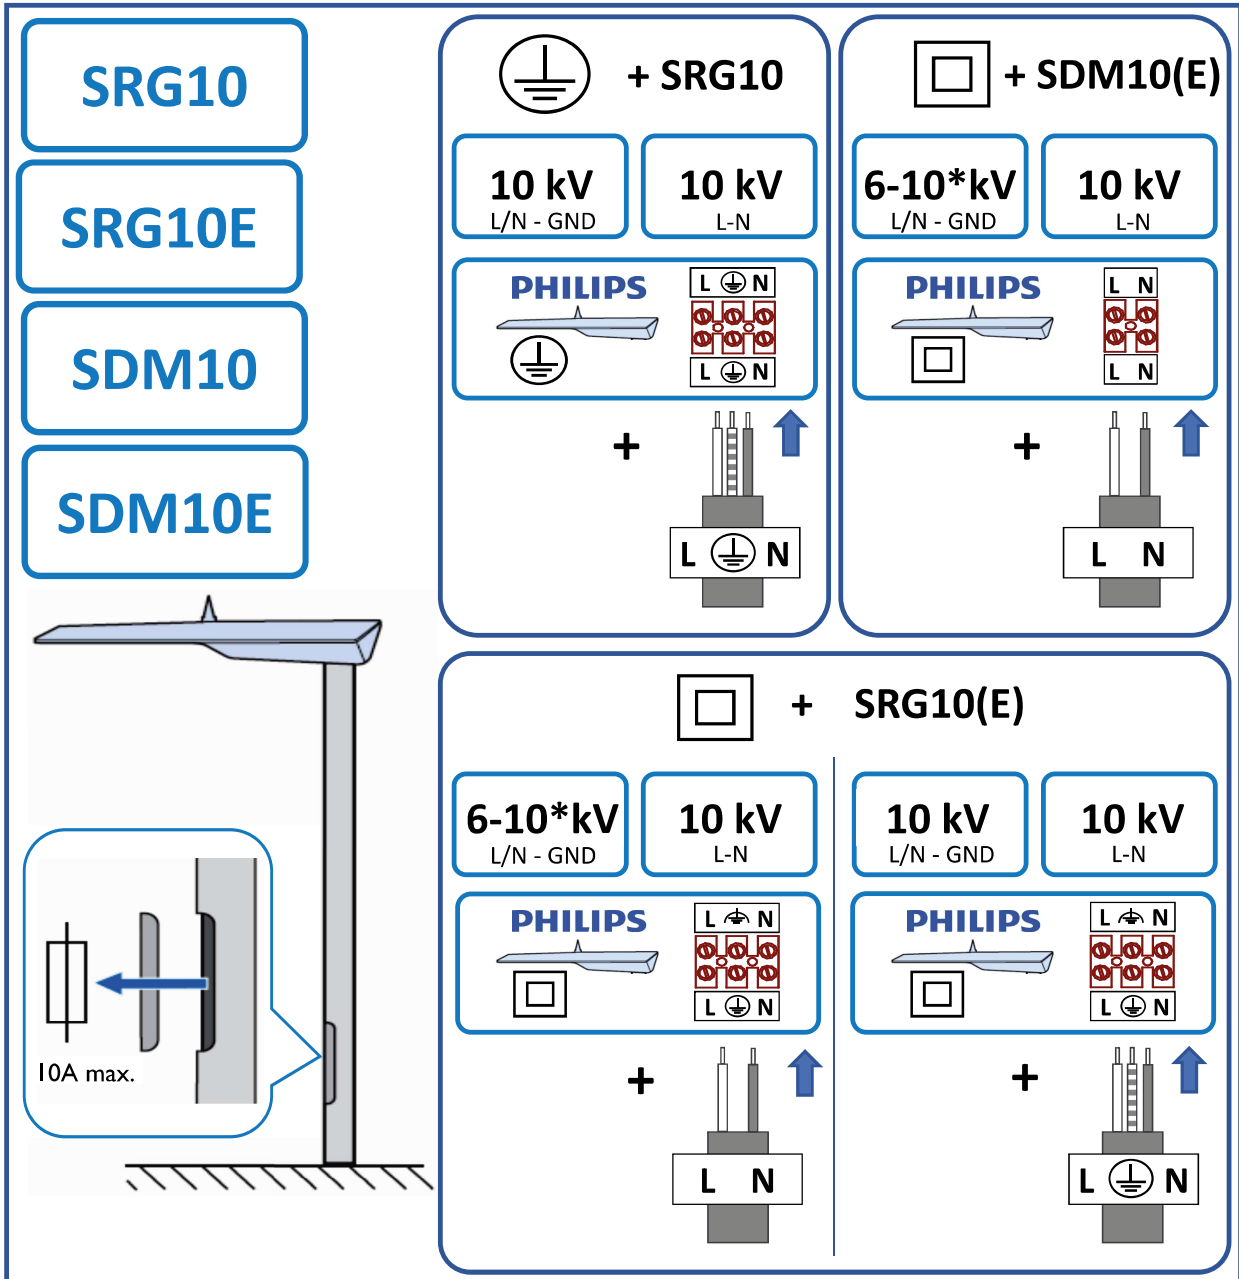 SRG10
SRG10E
SDM10
SDM10E
10A max.
+ SRG10
10 kV
L/N - GND
10 kV
L-N
PHILIPS
L N
L N
+
L N
+ SDM10(E)
6-10*kV
L/N - GND
10 kV
L-N
PHILIPS
L N
L N
+
L N
+ SRG10(E)
6-10*kV
L/N - GND
10 kV
L-N
PHILIPS
L N
L N
+
L N
10 kV
L/N - GND
10 kV
L-N
PHILIPS
L N
L N
+
L N